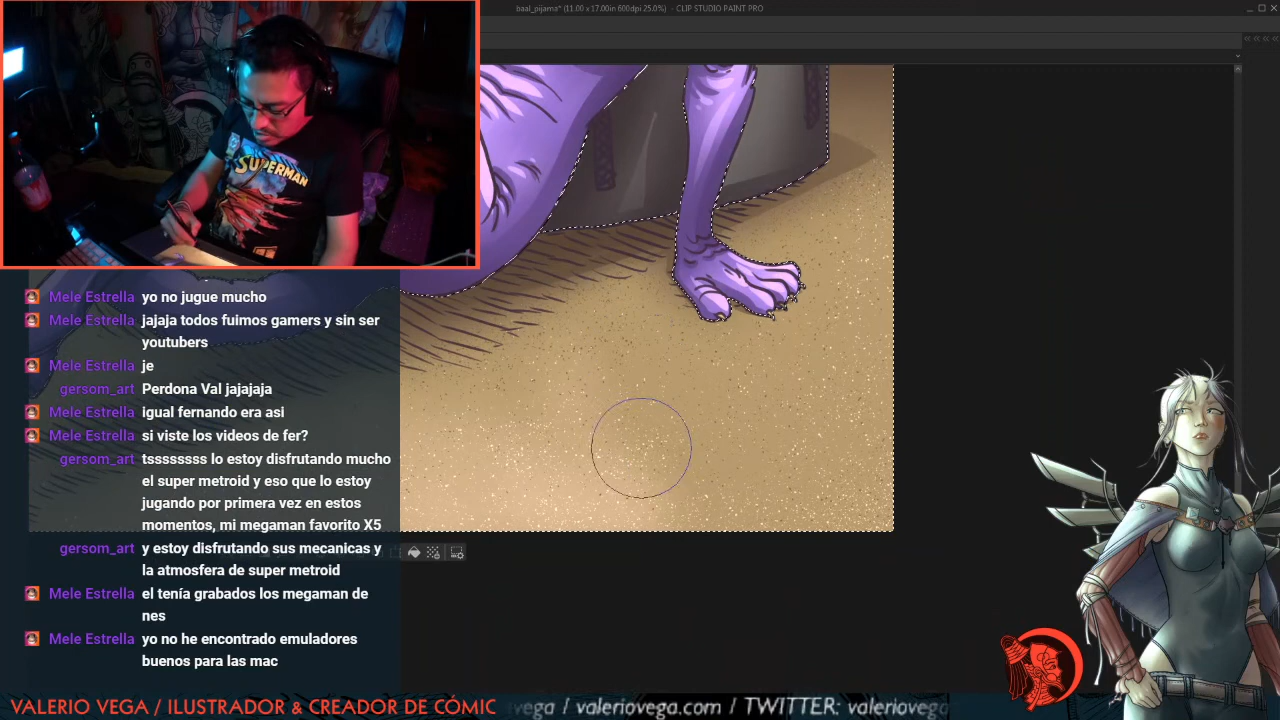 baal_pijama* (11.00 x 17.00in 600dpi 25.0%) - CLIP STUDIO PAINT PRO
SUPERMAN
Mele Estrella yo no jugue mucho
Mele Estrella jajaja todos fuimos gamers y sin ser
youtubers
Mele Estrella je
gersom_art Perdona Val jajajaja
Mele Estrella igual fernando era asi
Mele Estrella si viste los videos de fer?
gersom_art tssssssss lo estoy disfrutando mucho
el super metroid y eso que lo estoy
jugando por primera vez en estos
momentos, mi megaman favorito X5
gersom_art y estoy disfrutando sus mecanicas y
la atmosfera de super metroid
Mele Estrella el tenía grabados los megaman de
nes
Mele Estrella yo no he encontrado emuladores
buenos para las mac
VALERIO VEGA / ILUSTRADOR & CREADOR DE CÓMIC vega / valeriovega.com / TWITTER: valeriovega